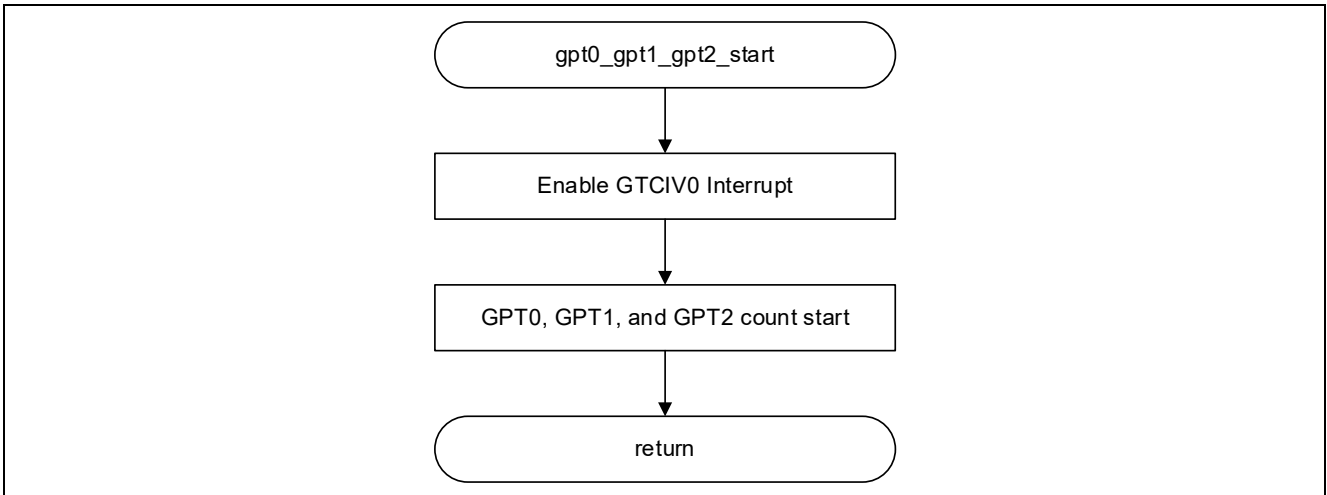 gpt0_gpt1_gpt2_start
Enable GTCIV0 Interrupt
GPT0, GPT1, and GPT2 count start
return